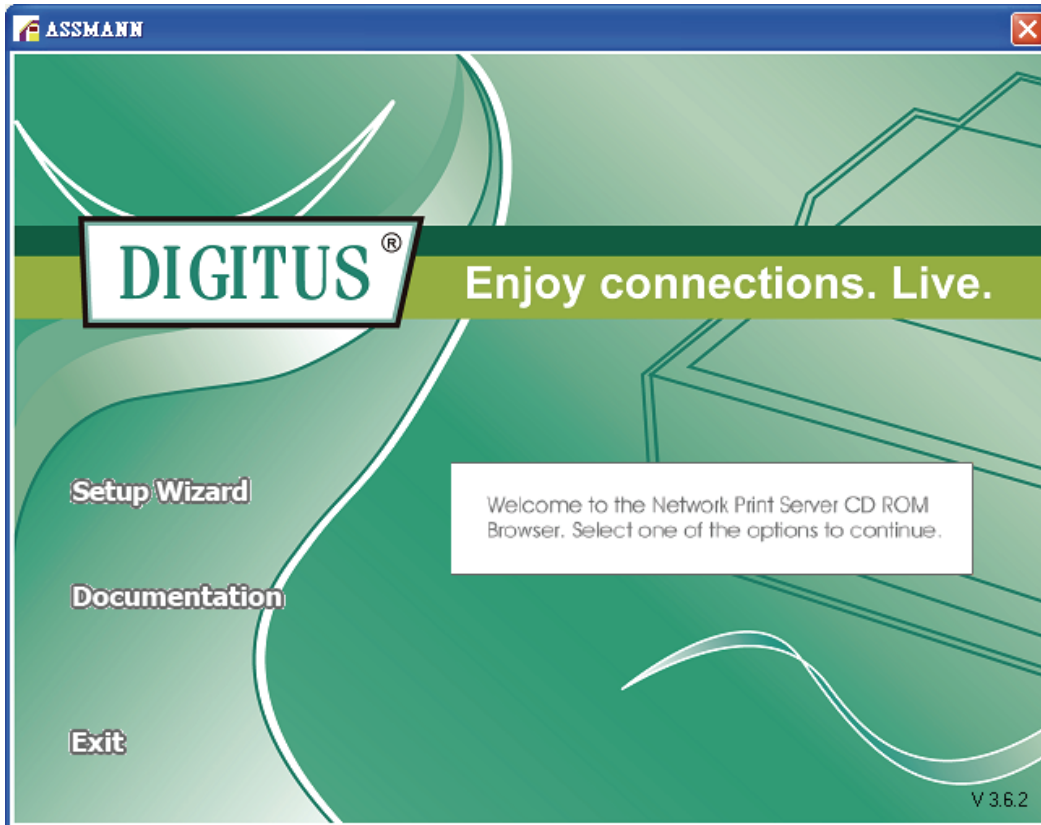 ASSMANN
DIGITUS®
Enjoy connections. Live.
Setup Wizard
Welcome to the Network Print Server CD ROM
Browser. Select one of the options to continue.
Documentation
Exit
V 3.6.2